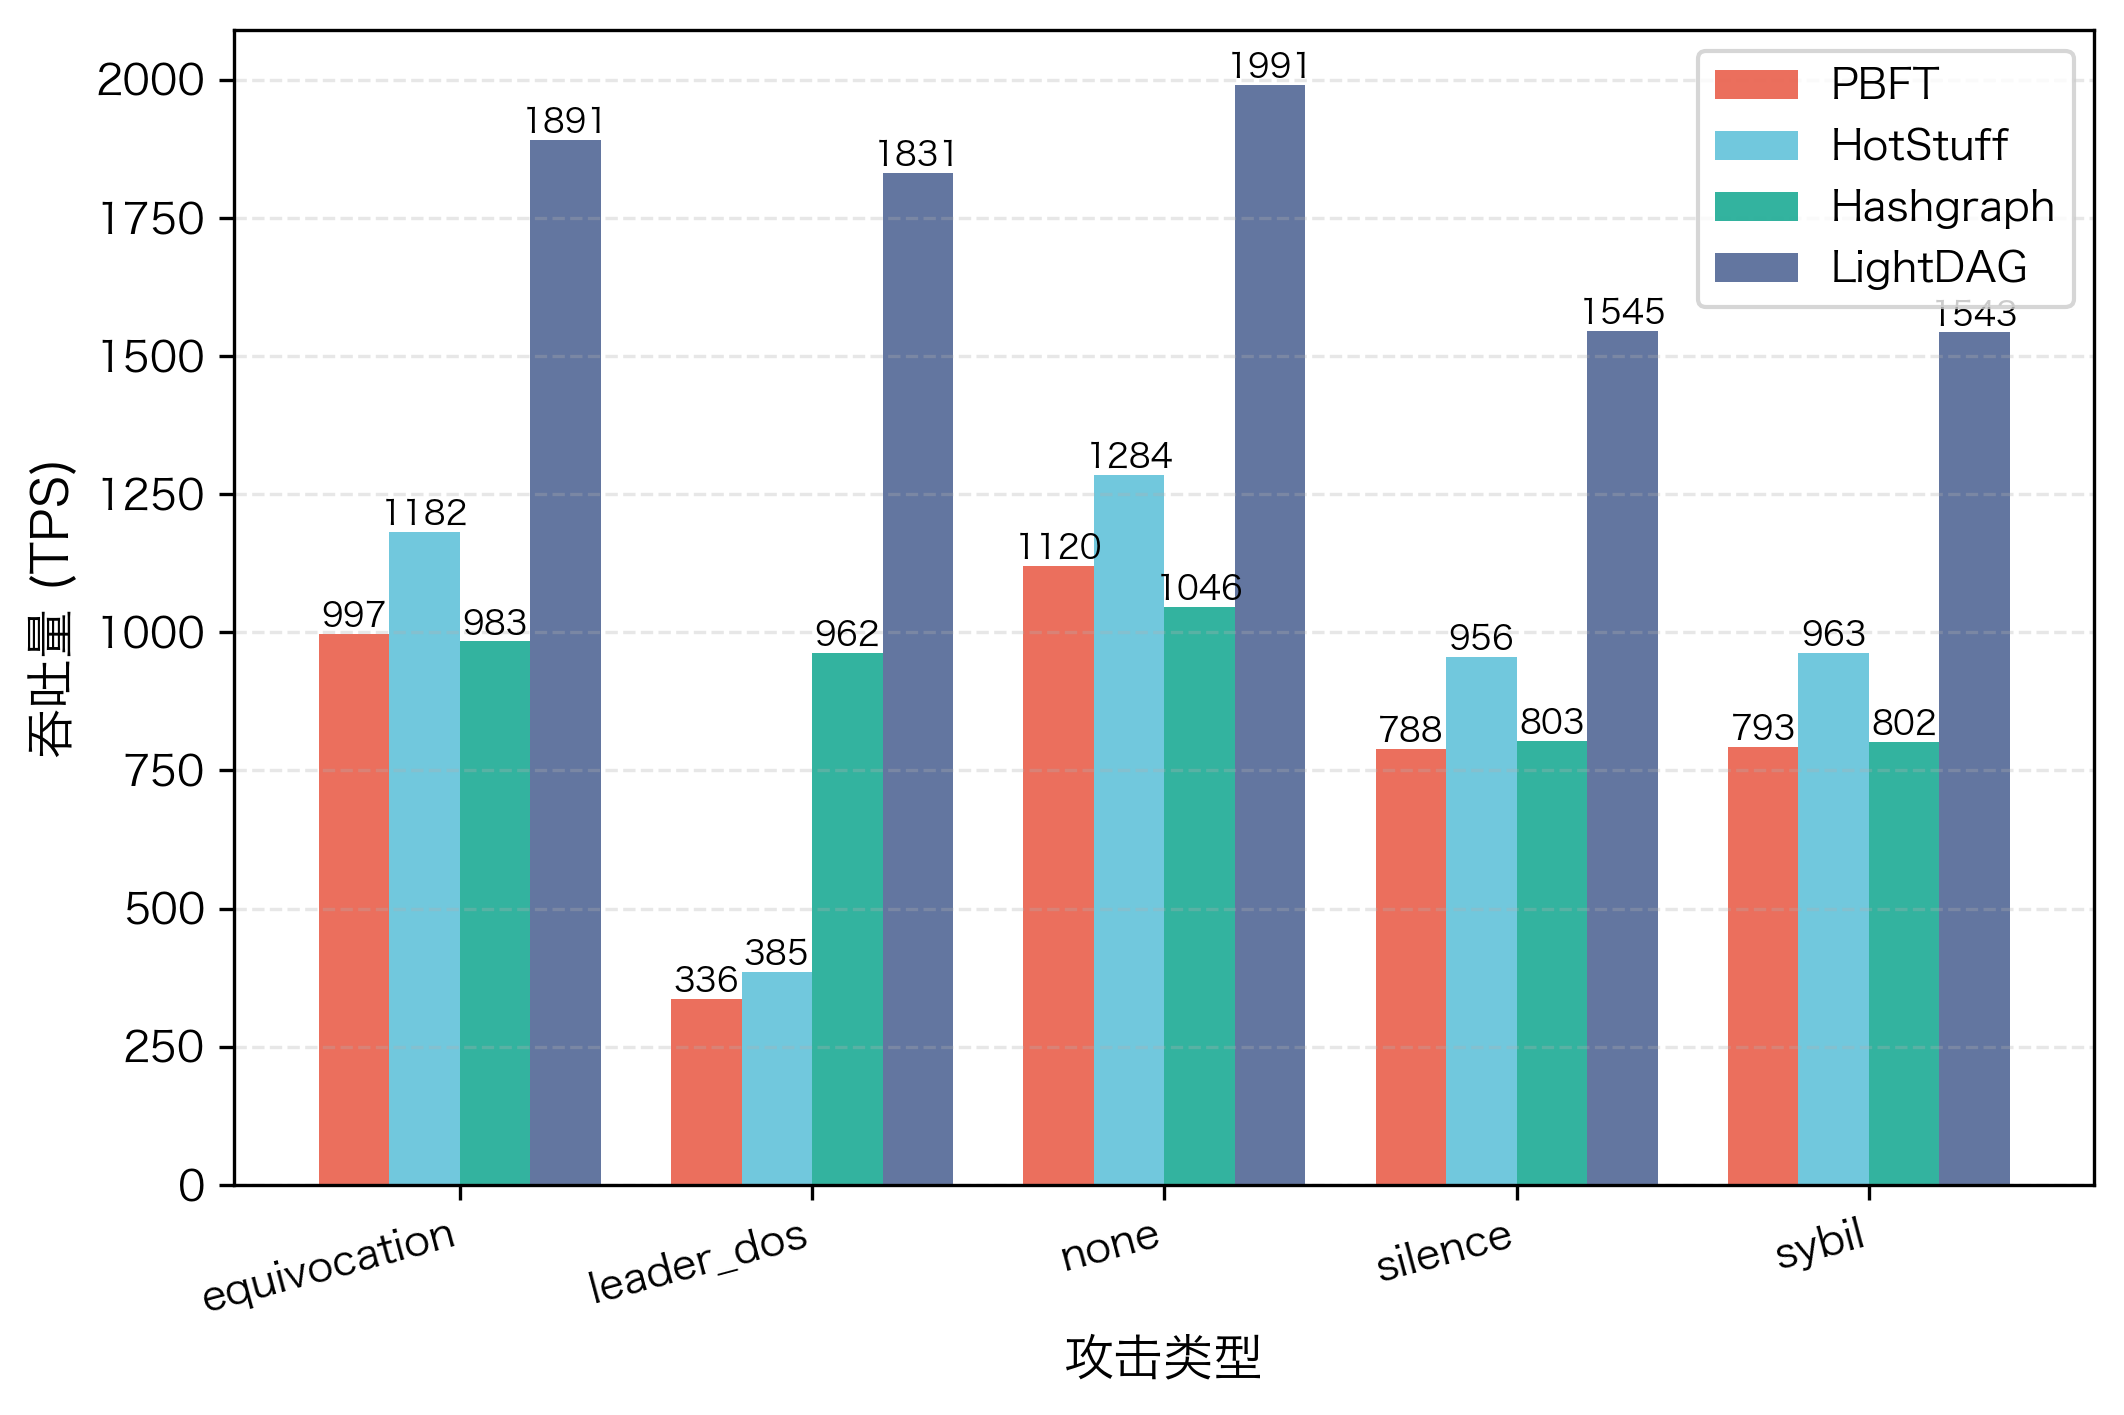 2000
1750
1500
1250
1000
750
500
250
0
吞吐量 (TPS)
PBFT
HotStuff
Hashgraph
LightDAG
997
1182
983
1891
336
385
962
1831
1120
1284
1046
1991
788
956
803
1545
793
963
802
1543
equivocation
leader_dos
none
silence
sybil
攻击类型